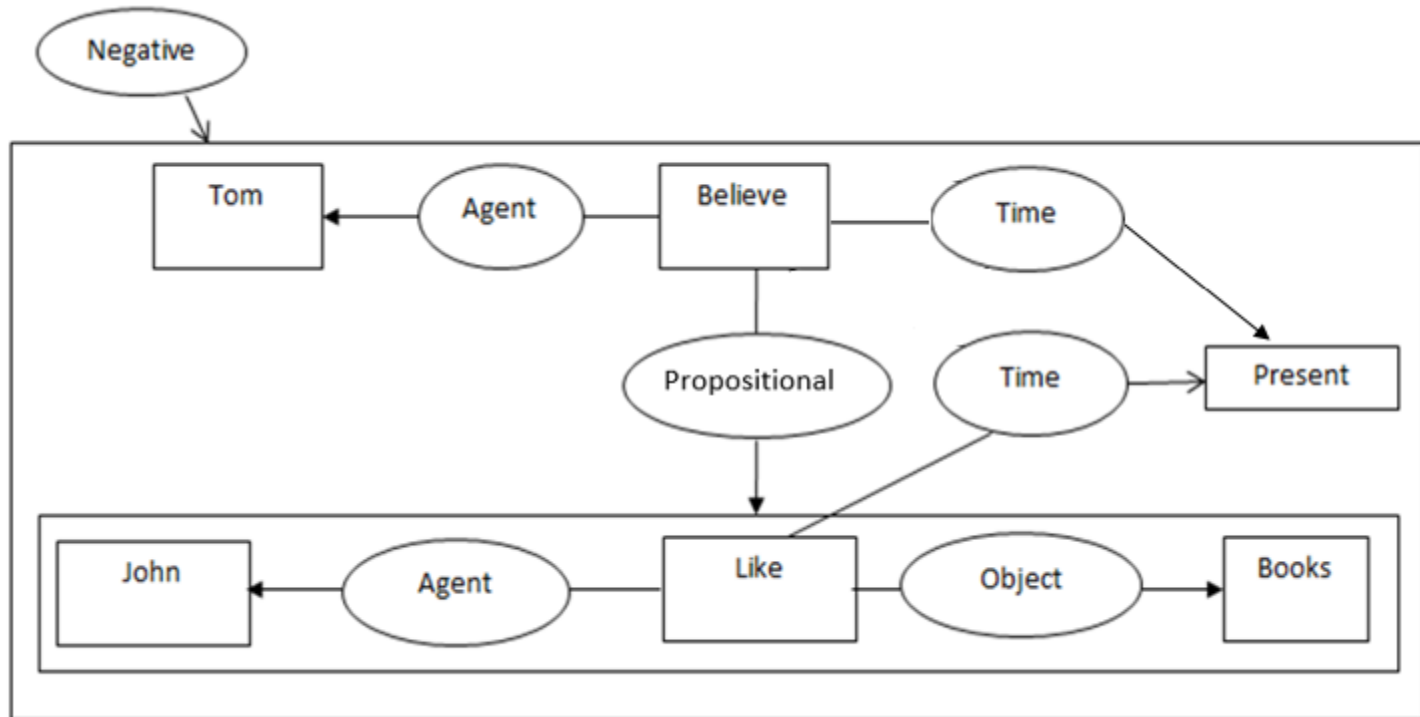 Negative
Tom
Agent
Believe
Time
Propositional
Time
Present
John
Agent
Like
Object
Books